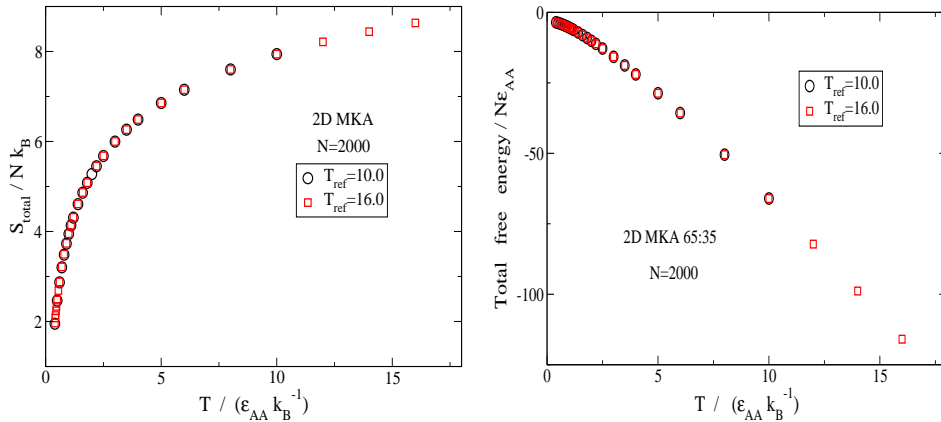 S_total / N k_B
8
6
4
2
0
5
10
15
T / (ε_AA k_B^-1)
2D MKA
N=2000
T_ref=10.0
T_ref=16.0
Total free energy / Nε_AA
0
-50
-100
0
5
10
15
T / (ε_AA k_B^-1)
T_ref=10.0
T_ref=16.0
2D MKA 65:35
N=2000